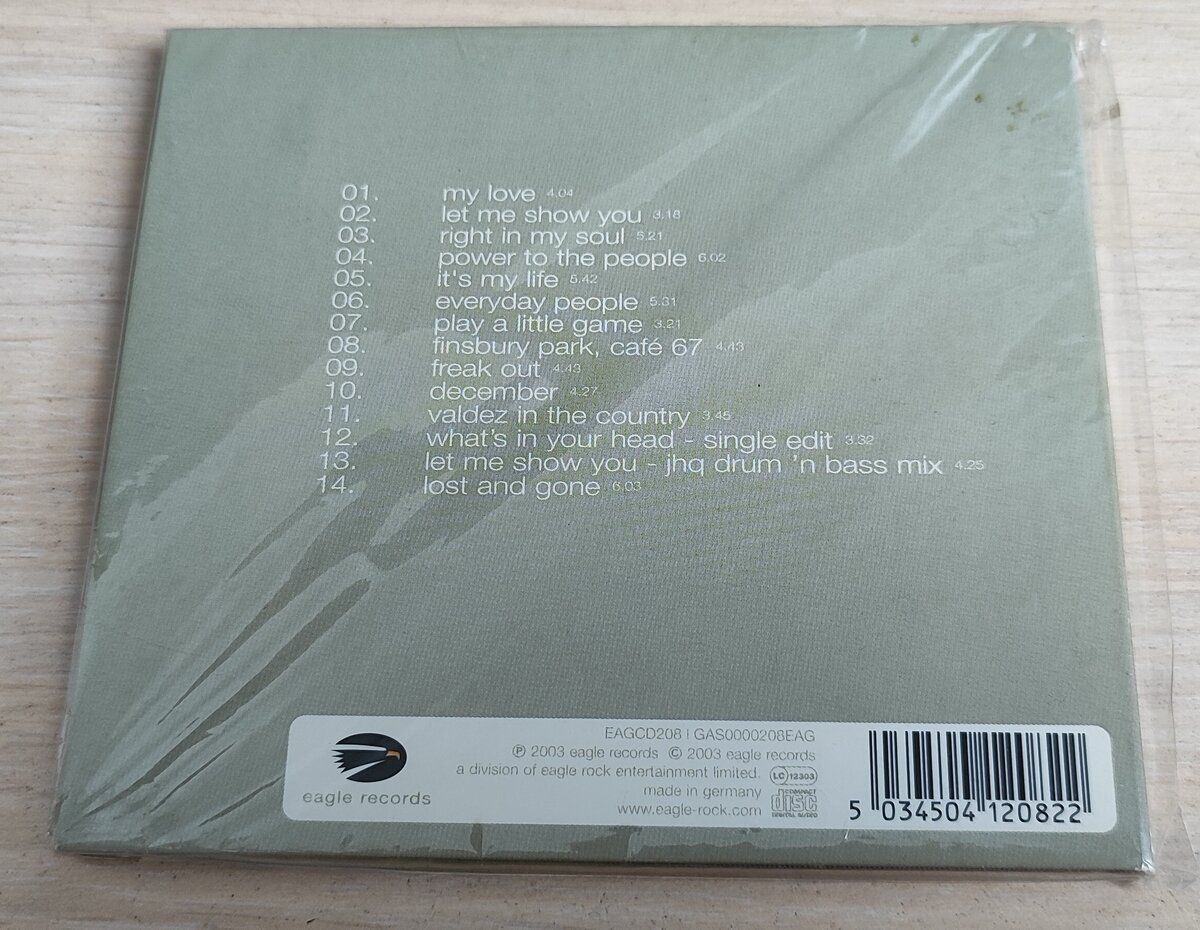 01. my love 4.04
02. let me show you 3.18
03. right in my soul 5.21
04. power to the people 6.02
05. it's my life 5.42
06. everyday people 5.31
07. play a little game 3.21
08. finsbury park, café 67 4.43
09. freak out 4.43
10. december 4.27
11. valdez in the country 3.45
12. what's in your head - single edit 3.32
13. let me show you - jhq drum 'n bass mix 4.25
14. lost and gone 6.03
EAGCD208 | GAS0000208EAG
℗ 2003 eagle records © 2003 eagle records
a division of eagle rock entertainment limited. LC 12303
made in germany
www.eagle-rock.com
COMPACT
disc
DIGITAL AUDIO
eagle records
5 034504 120822